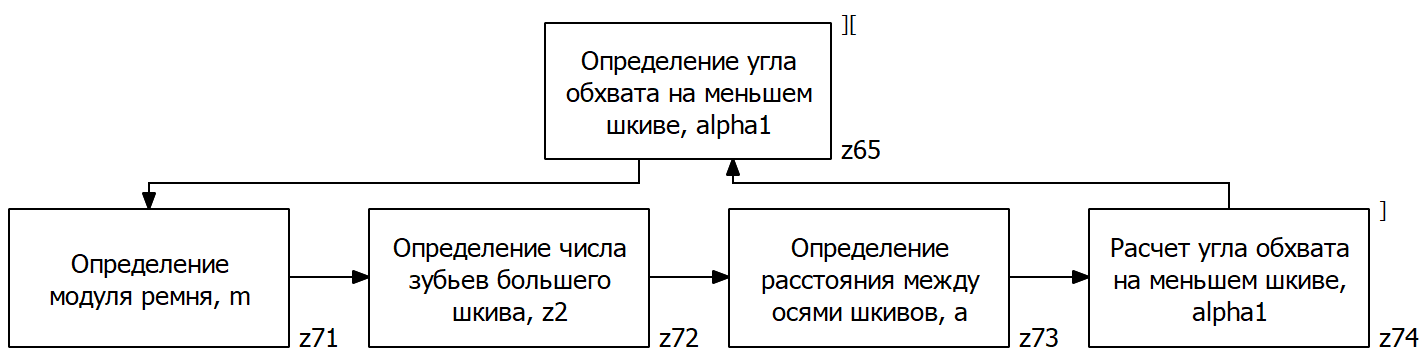 ][
Определение угла
обхвата на меньшем
шкиве, alpha1
z65
Определение
модуля ремня, m
z71
Определение числа
зубьев большего
шкива, z2
z72
Определение
расстояния между
осями шкивов, a
z73
]
Расчет угла обхвата
на меньшем шкиве,
alpha1
z74